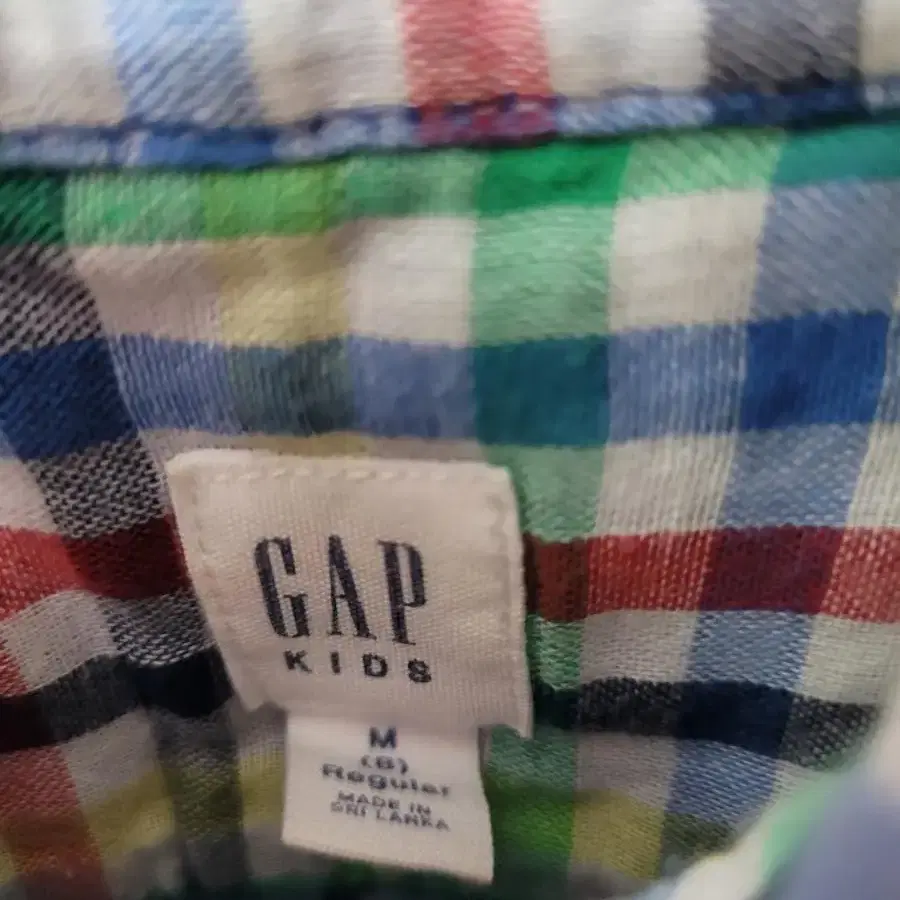 GAP
KIDS
M
(8)
Regular
MADE IN
SRI LANKA